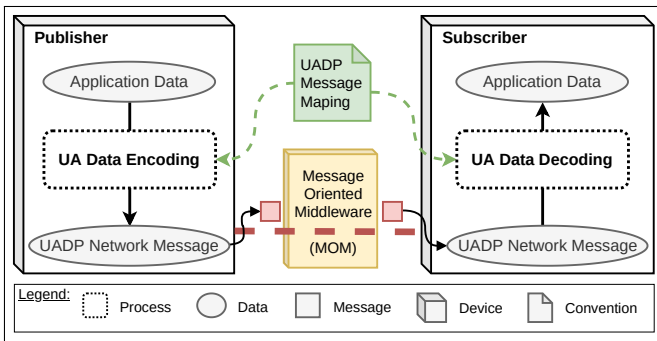 Publisher
Subscriber
Application Data
UADP
Message
Maping
Application Data
UA Data Encoding
UA Data Decoding
Message
Oriented
Middleware
(MOM)
UADP Network Message
UADP Network Message
Legend:
Process
Data
Message
Device
Convention